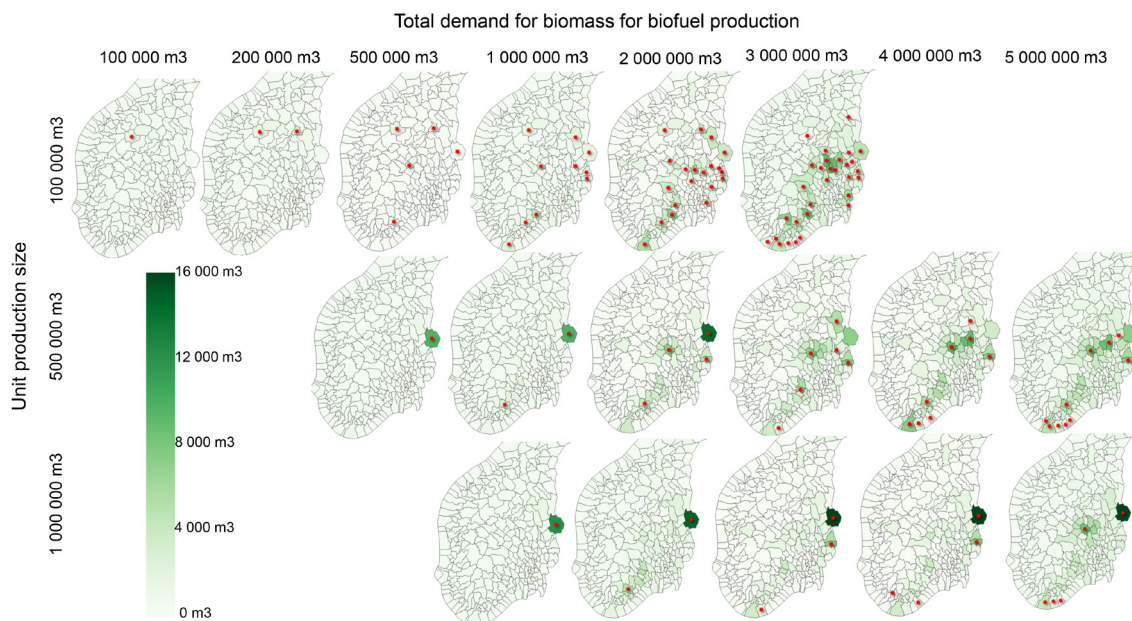 Total demand for biomass for biofuel production
100 000 m3
200 000 m3
500 000 m3
1 000 000 m3
2 000 000 m3
3 000 000 m3
4 000 000 m3
5 000 000 m3
Unit production size
100 000 m3
500 000 m3
1 000 000 m3
16 000 m3
12 000 m3
8 000 m3
4 000 m3
0 m3